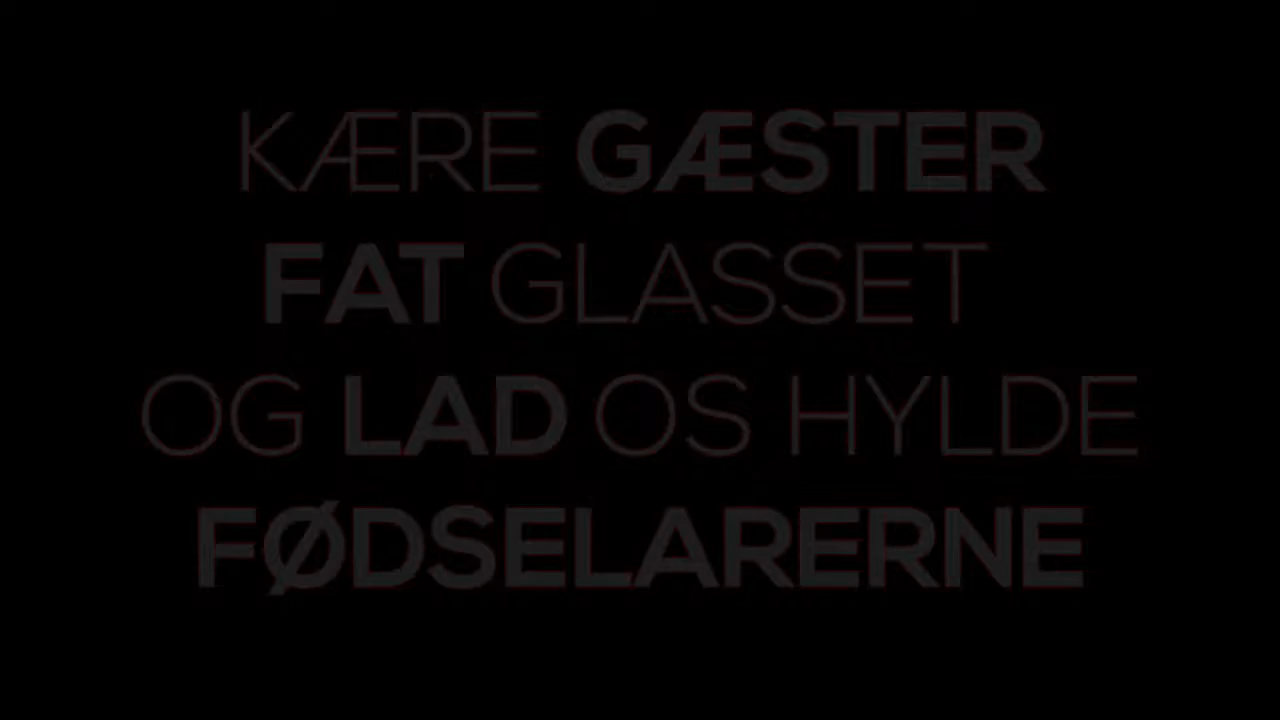 KÆRE GÆSTER
FAT GLASSET
OG LAD OS HYLDE
FØDSELARERNE